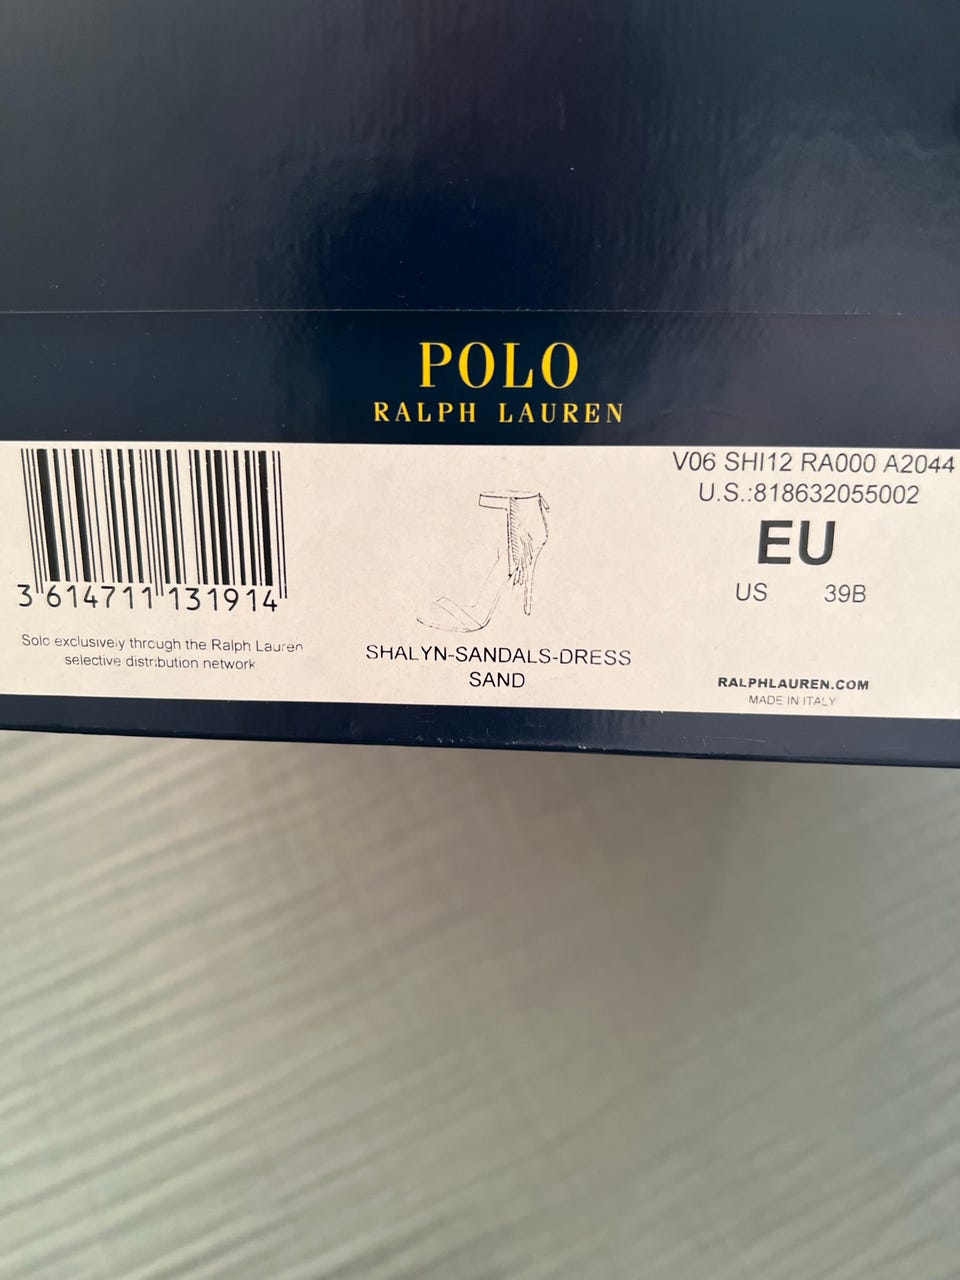 POLO
RALPH LAUREN
3 614711 131914
Sold exclusively through the Ralph Lauren
selective distribution network
SHALYN-SANDALS-DRESS
SAND
V06 SHI12 RA000 A2044
U.S.:818632055002
EU
US 39B
RALPHLAUREN.COM
MADE IN ITALY